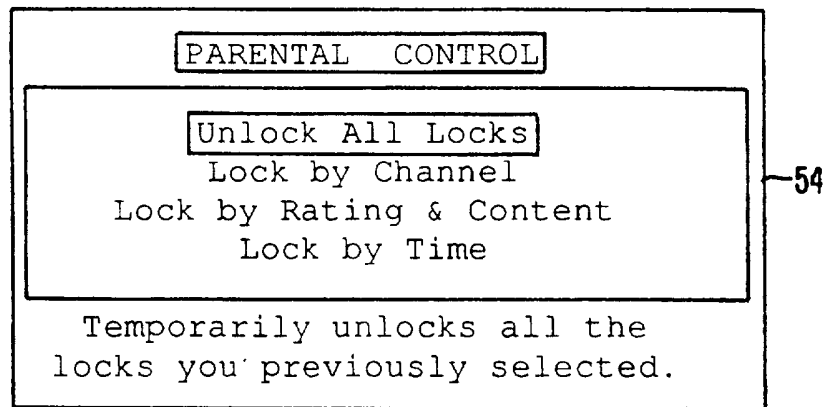 PARENTAL CONTROL
Unlock All Locks
Lock by Channel
Lock by Rating & Content
Lock by Time
54
Temporarily unlocks all the
locks you previously selected.